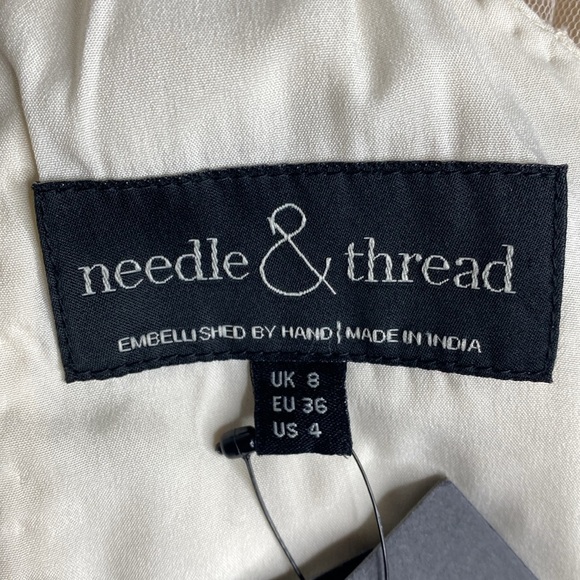 needle & thread
EMBELLISHED BY HAND | MADE IN INDIA
UK 8
EU 36
US 4